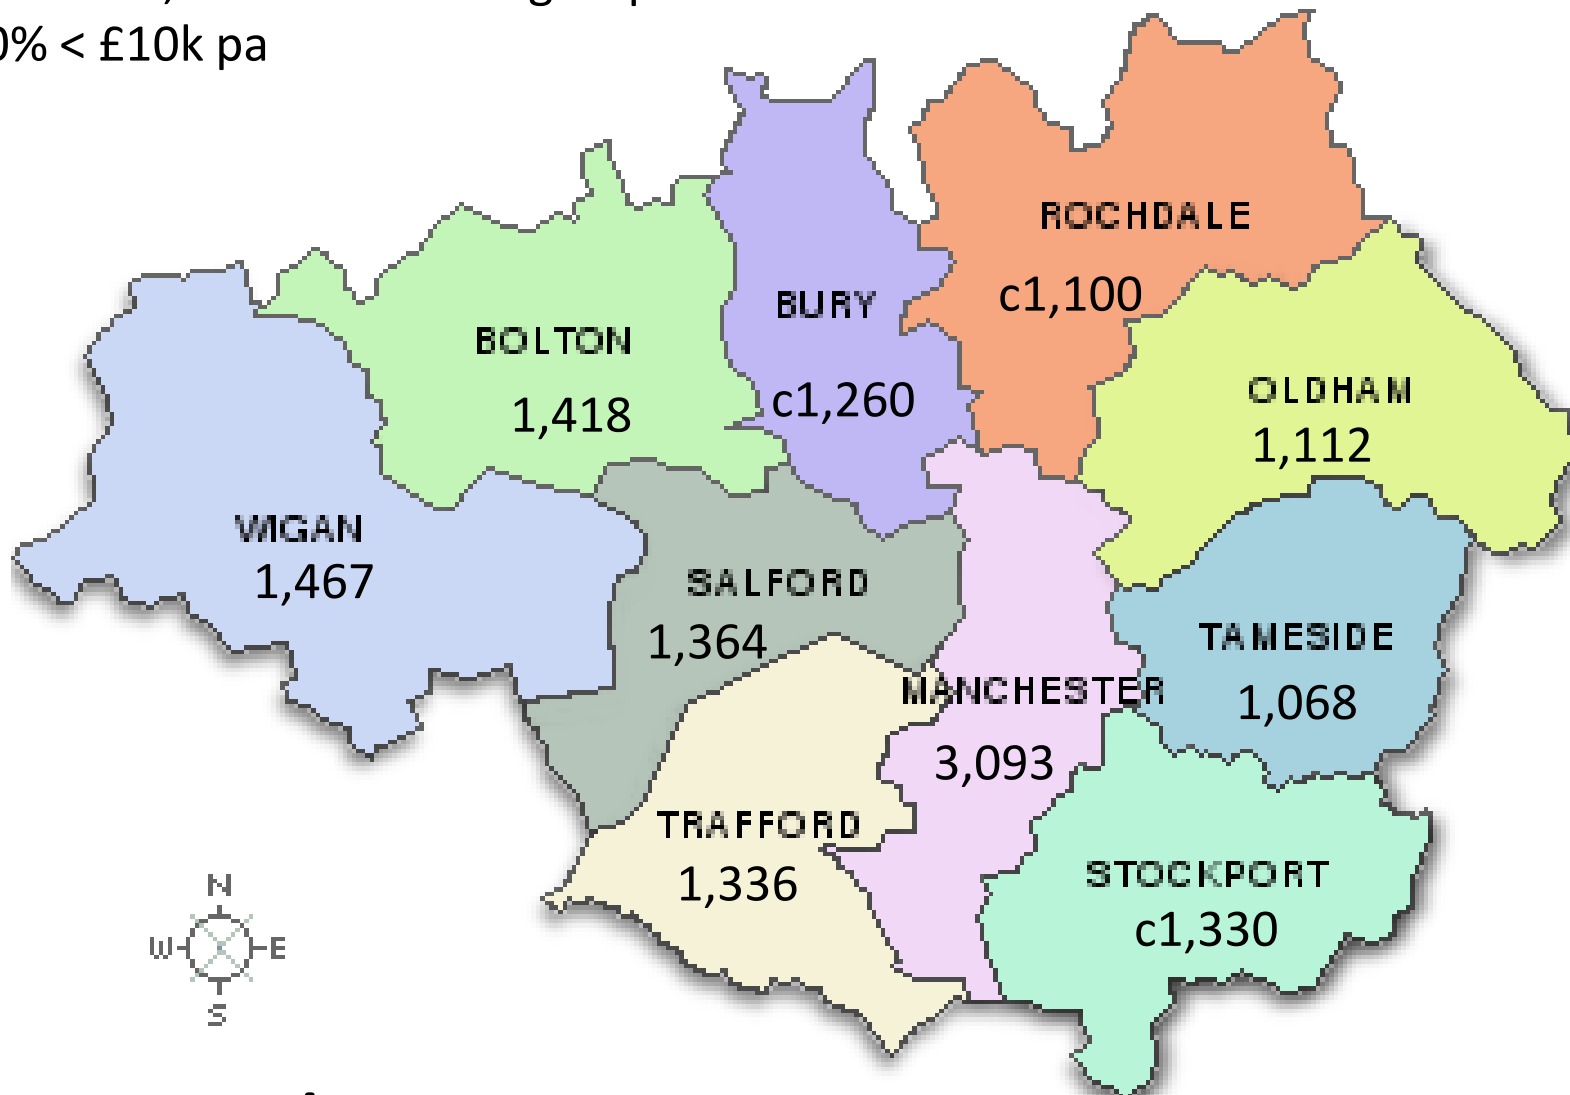 < £10k pa
ROCHDALE
c1,100
BURY
c1,260
BOLTON
1,418
OLDHAM
1,112
WIGAN
1,467
SALFORD
1,364
TAMESIDE
1,068
MANCHESTER
3,093
TRAFFORD
1,336
STOCKPORT
c1,330
N
W E
S